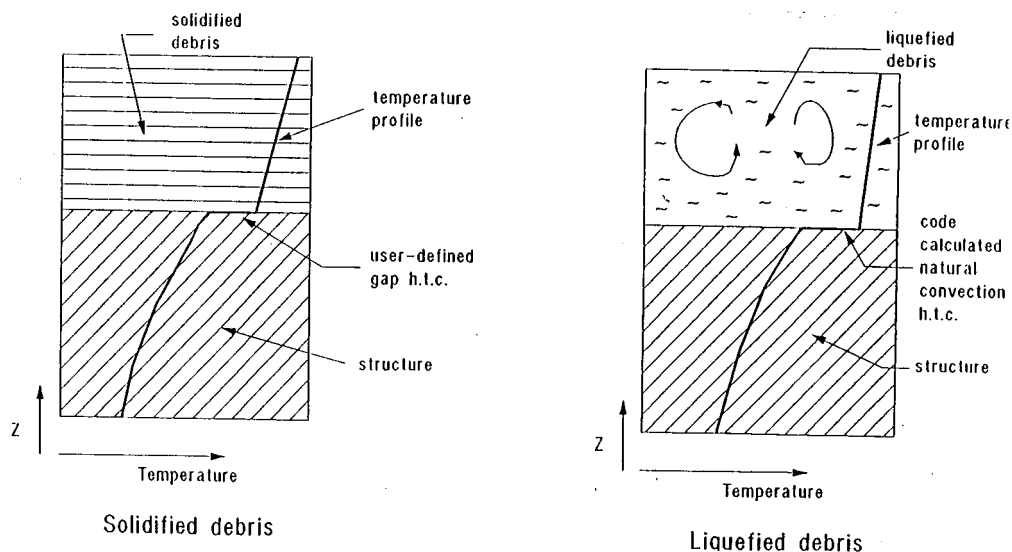 solidified
debris
temperature
profile
user-defined
gap h.t.c.
structure
Z
Temperature
Solidified debris
liquefied
debris
temperature
profile
code
calculated
natural
convection
h.t.c.
structure
Z
Temperature
Liquefied debris